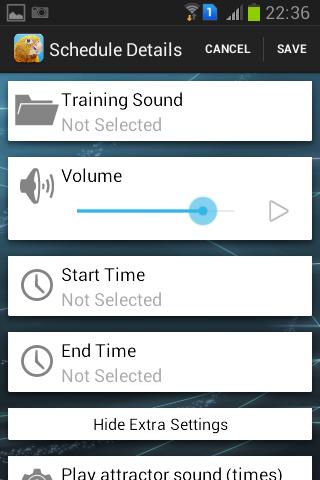 1 22:36
Schedule Details CANCEL SAVE
Training Sound
Not Selected
Volume
Start Time
Not Selected
End Time
Not Selected
Hide Extra Settings
Play attractor sound (times)